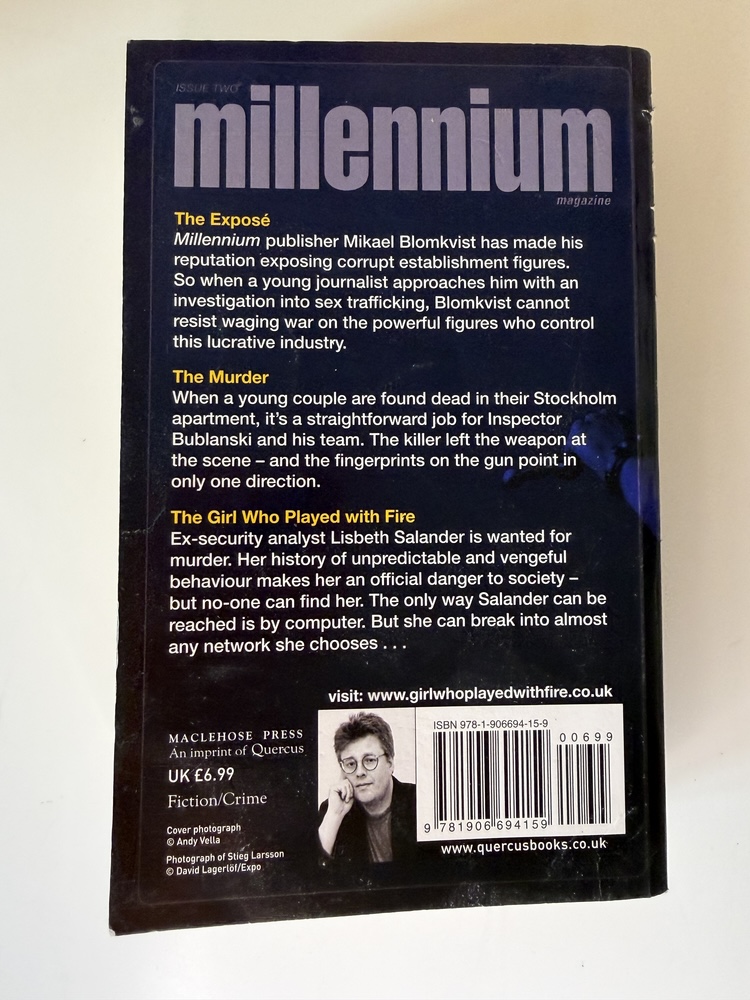 ISSUE TWO
millennium
magazine
The Exposé
Millennium publisher Mikael Blomkvist has made his
reputation exposing corrupt establishment figures.
So when a young journalist approaches him with an
investigation into sex trafficking, Blomkvist cannot
resist waging war on the powerful figures who control
this lucrative industry.
The Murder
When a young couple are found dead in their Stockholm
apartment, it's a straightforward job for Inspector
Bublanski and his team. The killer left the weapon at
the scene – and the fingerprints on the gun point in
only one direction.
The Girl Who Played with Fire
Ex-security analyst Lisbeth Salander is wanted for
murder. Her history of unpredictable and vengeful
behaviour makes her an official danger to society –
but no-one can find her. The only way Salander can be
reached is by computer. But she can break into almost
any network she chooses . . .
visit: www.girlwhoplayedwithfire.co.uk
MACLEHOSE PRESS
An imprint of Quercus
UK £6.99
Fiction/Crime
Cover photograph
© Andy Vella
Photograph of Stieg Larsson
© David Lagerlöf/Expo
ISBN 978-1-906694-15-9
00699
9 781906 694159
www.quercusbooks.co.uk